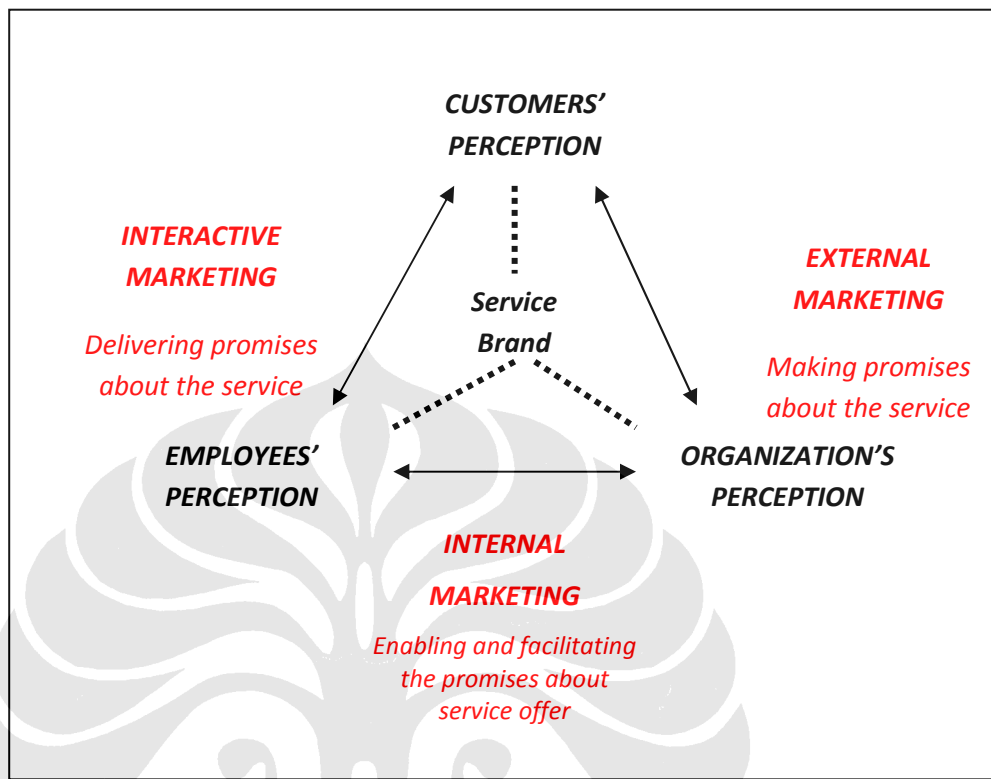 CUSTOMERS'
PERCEPTION
INTERACTIVE
MARKETING
Delivering promises
about the service
EXTERNAL
MARKETING
Making promises
about the service
Service
Brand
EMPLOYEES'
PERCEPTION
ORGANIZATION'S
PERCEPTION
INTERNAL
MARKETING
Enabling and facilitating
the promises about
service offer